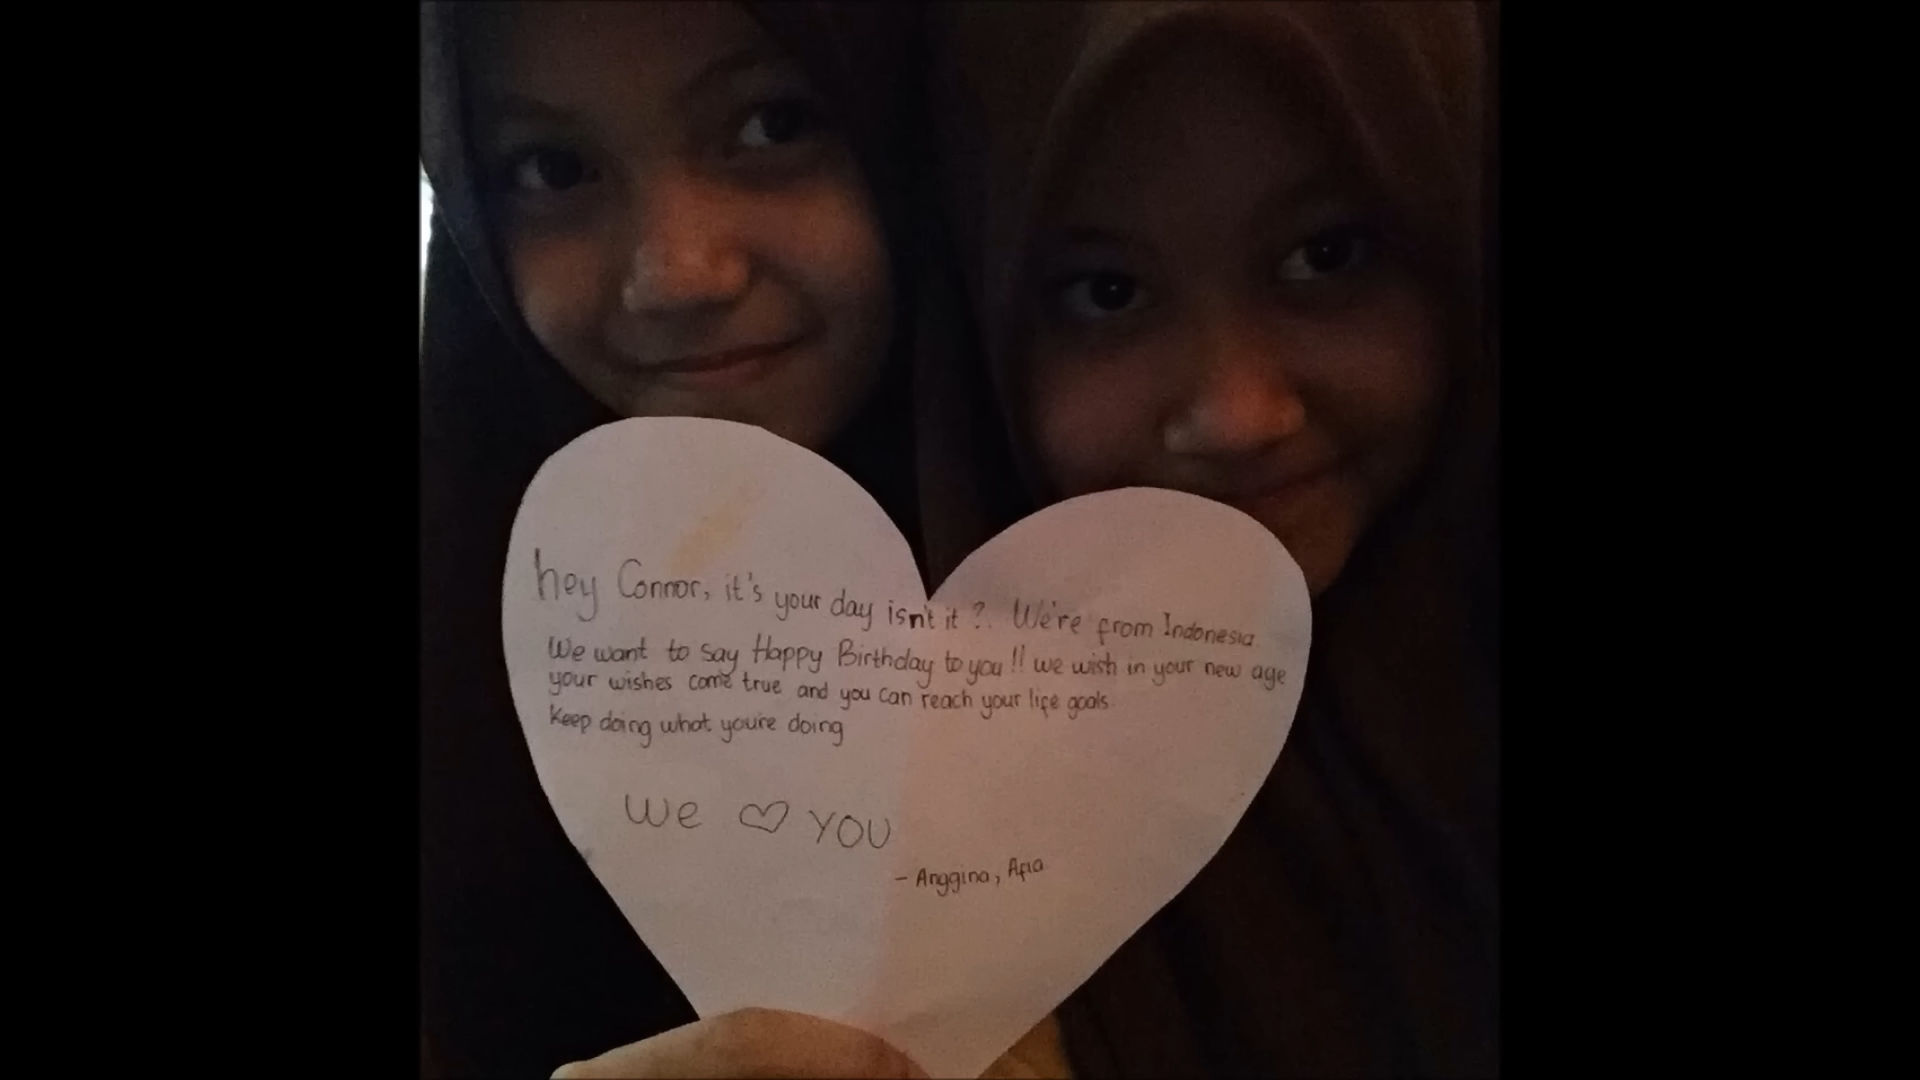 hey Connor, it's your day isn't it? We're from Indonesia
We want to say Happy Birthday to you!! we wish in your new age
your wishes come true and you can reach your life goals.
Keep doing what you're doing
We ♡ YOU
- Anggina, Afia